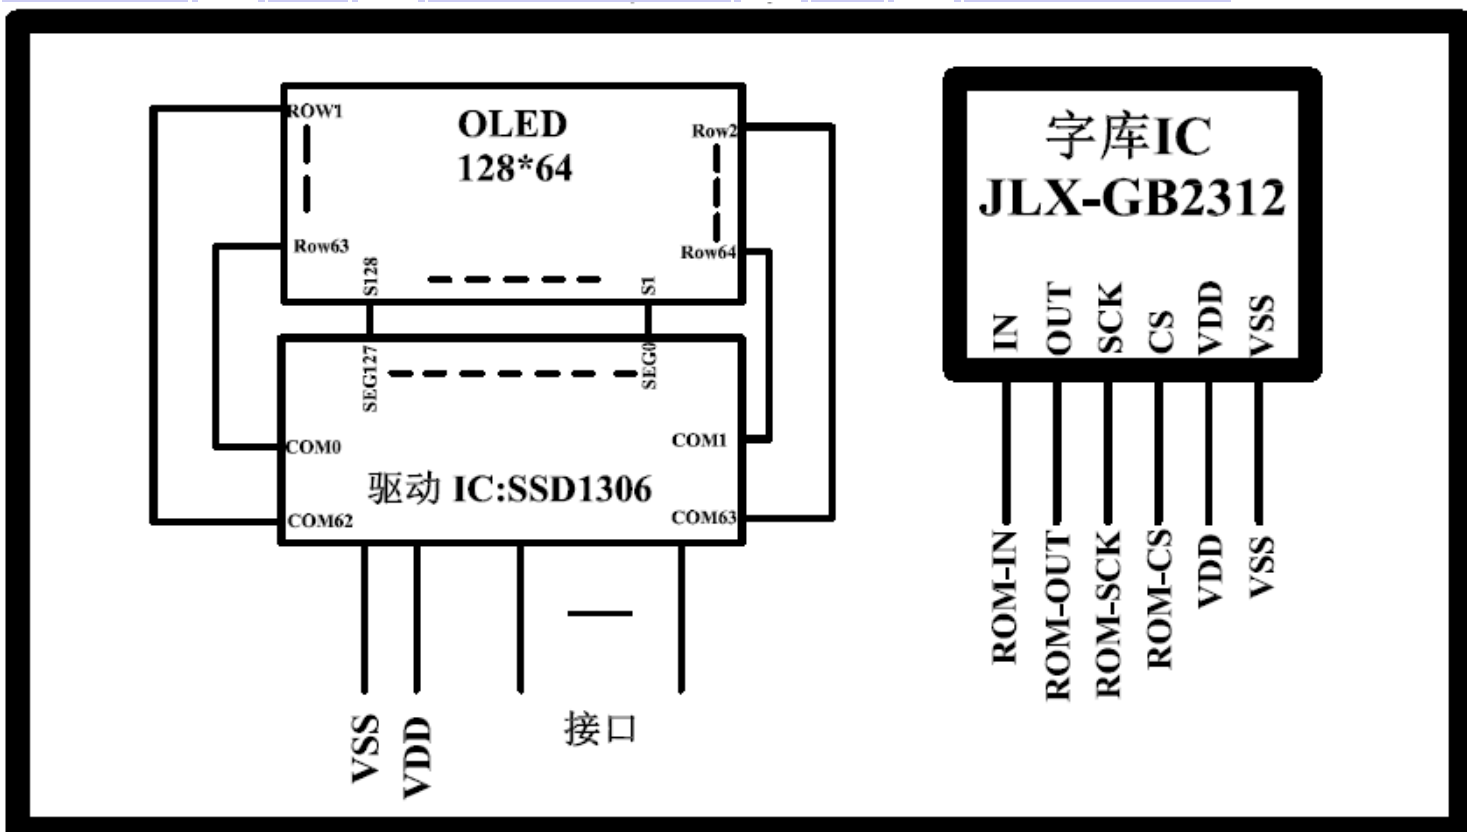 ROW1
OLED
128*64
Row2
Row63
Row64
S128
S1
SEG127
SEG0
COM0
COM1
驱动 IC:SSD1306
COM62
COM63
VSS
VDD
接口
字库IC
JLX-GB2312
IN
OUT
SCK
CS
VDD
VSS
ROM-IN
ROM-OUT
ROM-SCK
ROM-CS
VDD
VSS